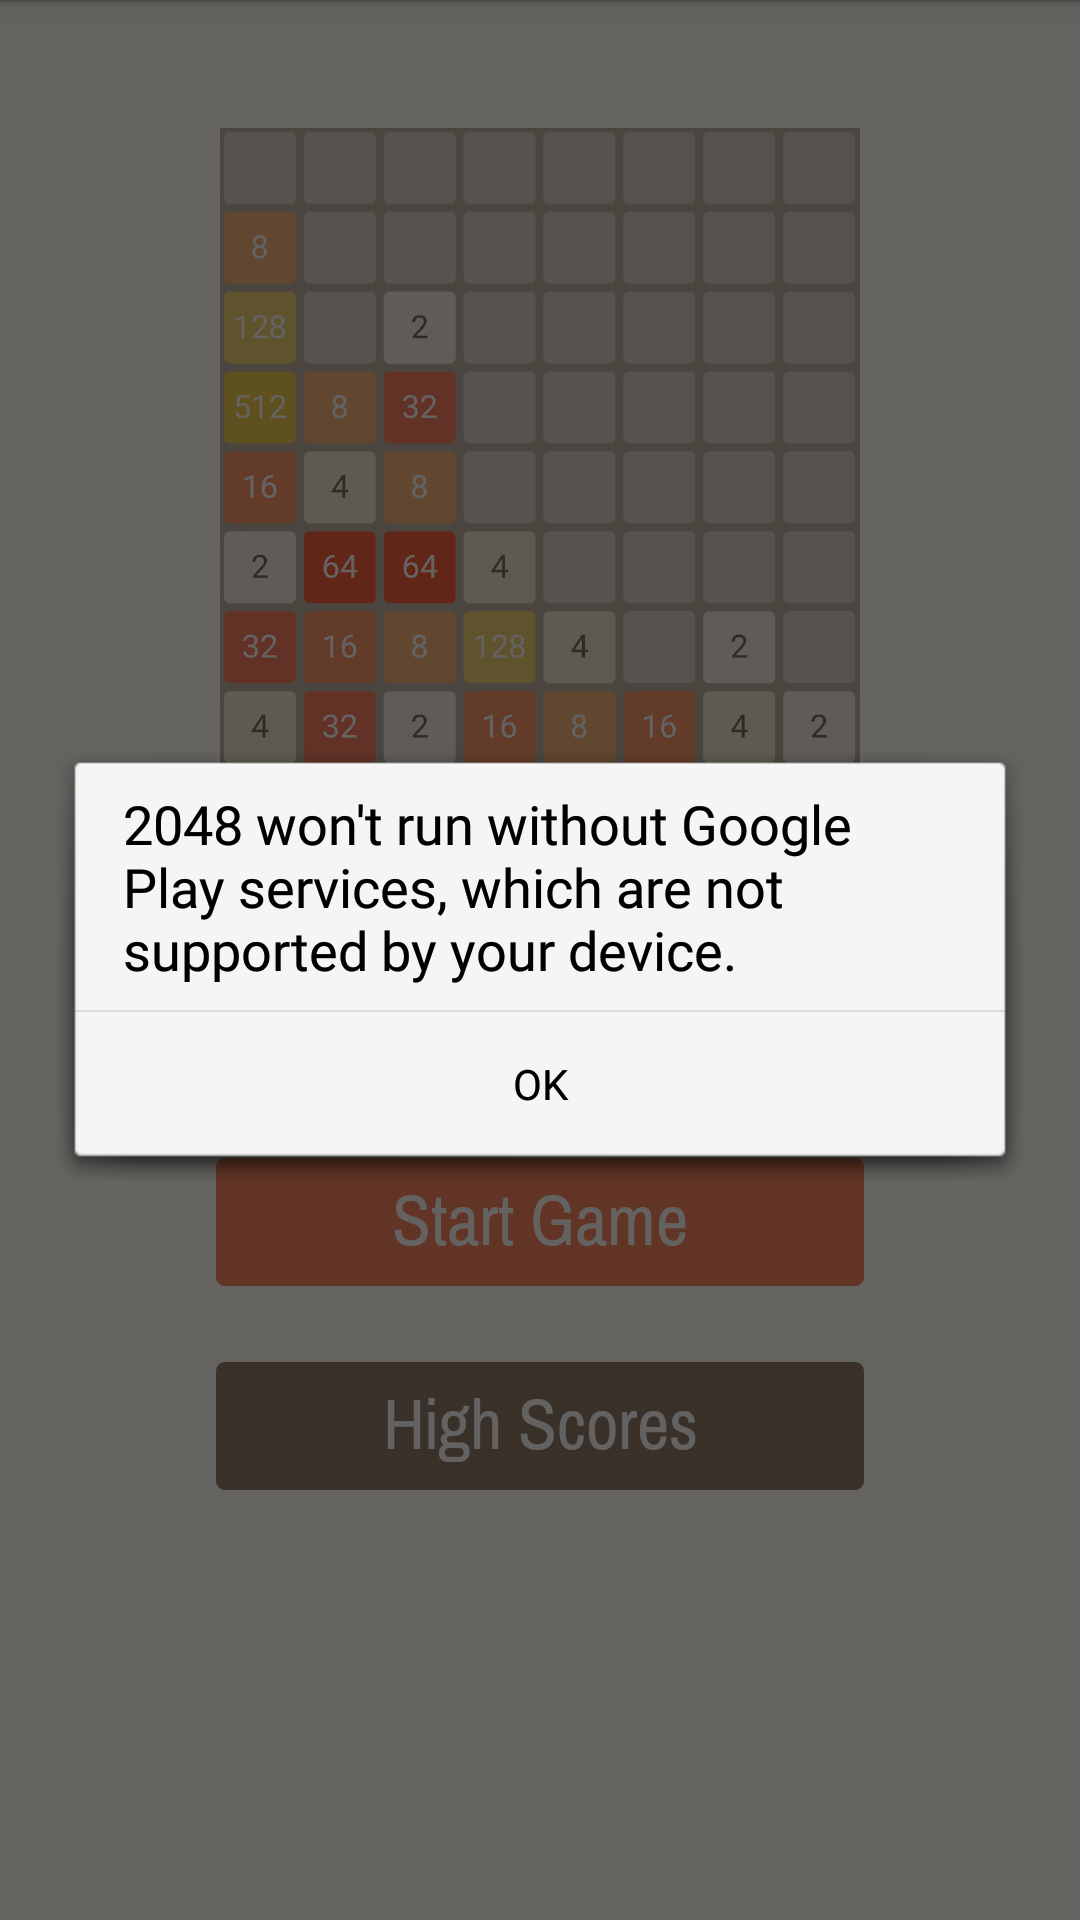 8
128 2
512 8 32
16 4 8
2 64 64 4
32 16 8 128 4 2
4 32 2 16 8 16 4 2
2048 won't run without Google
Play services, which are not
supported by your device.
OK
Start Game
High Scores